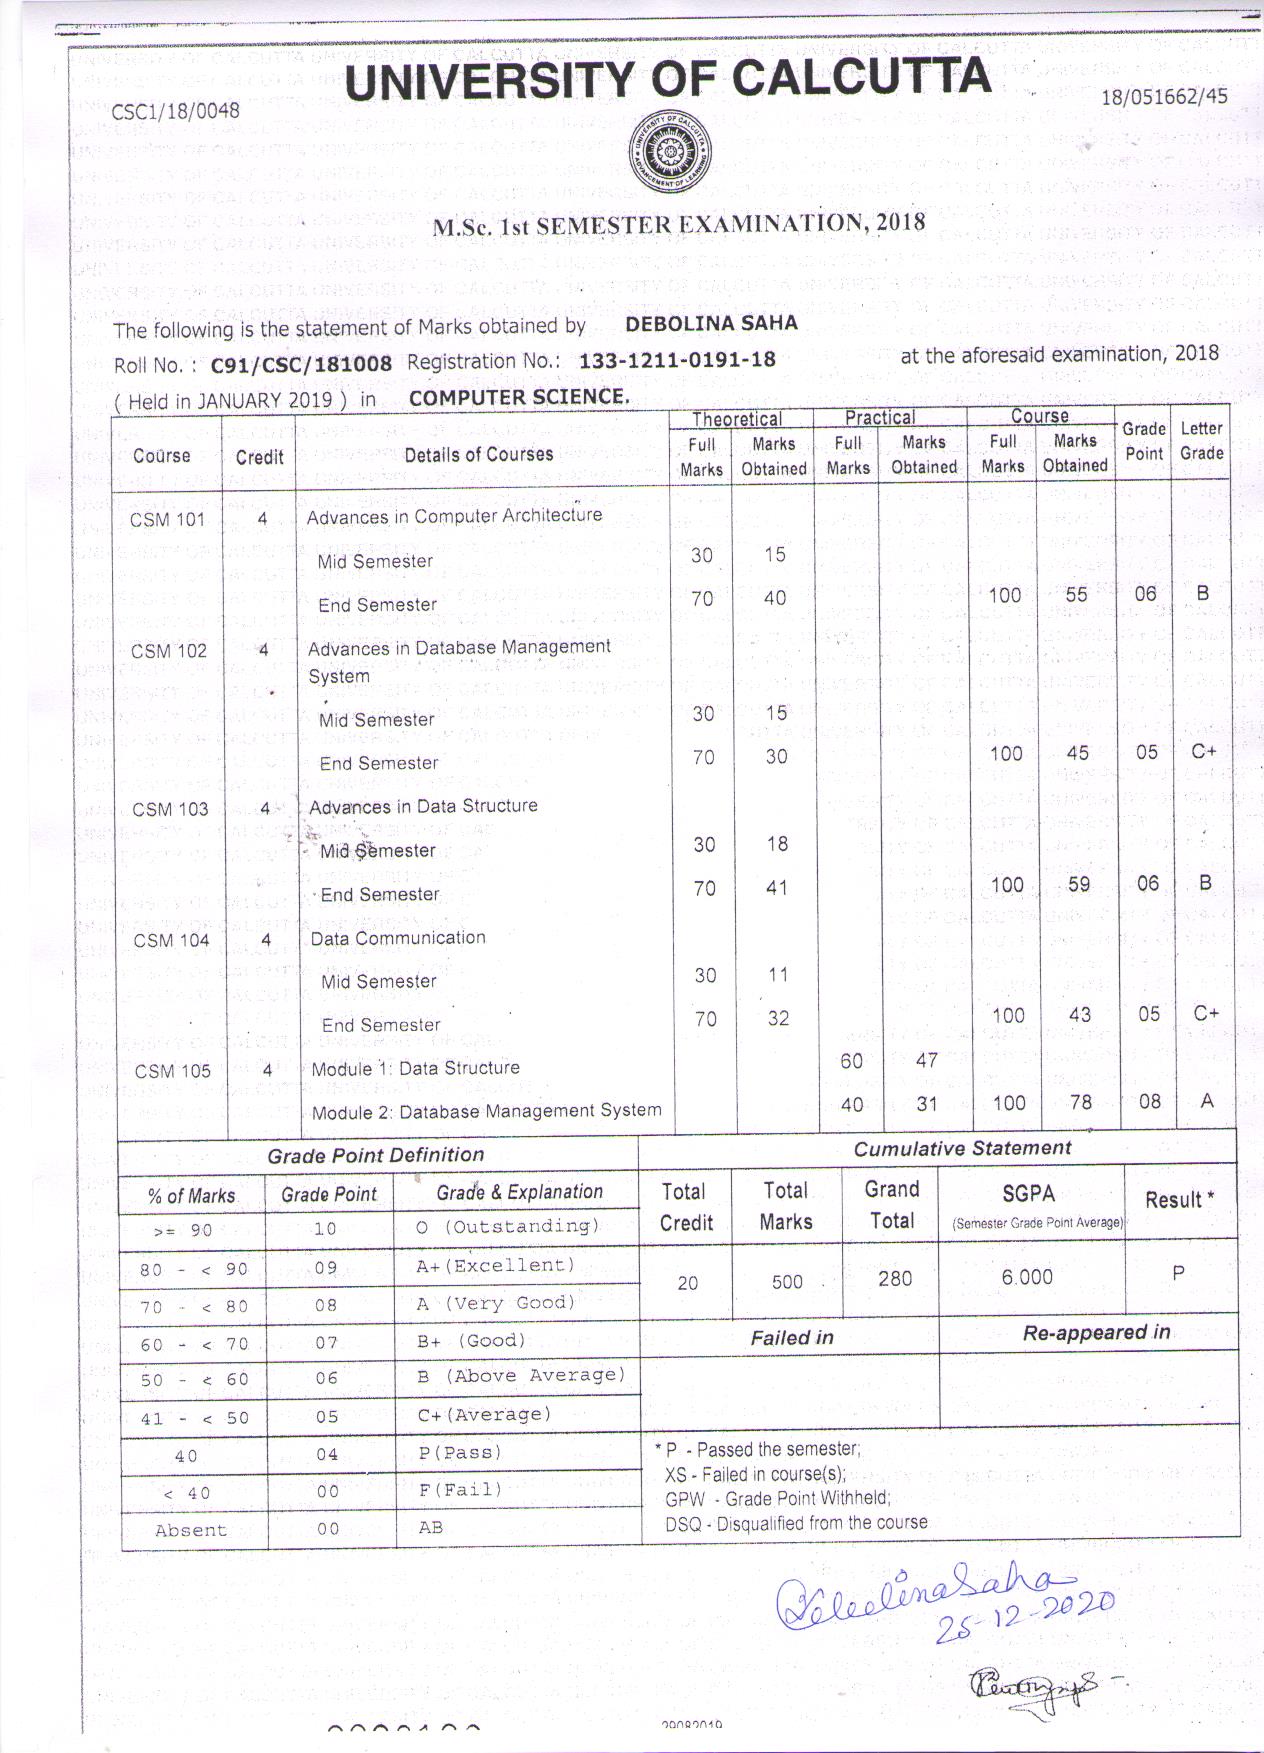 UNIVERSITY OF CALCUTTA
CSC1/18/0048
18/051662/45
UNIVERSITY OF CALCUTTA
ADVANCEMENT OF LEARNING
M.Sc. 1st SEMESTER EXAMINATION, 2018
The following is the statement of Marks obtained by DEBOLINA SAHA
Roll No. : C91/CSC/181008 Registration No.: 133-1211-0191-18 at the aforesaid examination, 2018
( Held in JANUARY 2019 ) in COMPUTER SCIENCE.
Theoretical Practical Course
Course Credit Details of Courses Full Marks Marks Obtained Full Marks Marks Obtained Full Marks Marks Obtained Grade Point Letter Grade
CSM 101 4 Advances in Computer Architecture
Mid Semester 30 15
End Semester 70 40 100 55 06 B
CSM 102 4 Advances in Database Management
System
Mid Semester 30 15
End Semester 70 30 100 45 05 C+
CSM 103 4 Advances in Data Structure
Mid Semester 30 18
End Semester 70 41 100 59 06 B
CSM 104 4 Data Communication
Mid Semester 30 11
End Semester 70 32 100 43 05 C+
CSM 105 4 Module 1: Data Structure 60 47
Module 2: Database Management System 40 31 100 78 08 A
Grade Point Definition
% of Marks Grade Point Grade & Explanation
>= 90 10 O (Outstanding)
80 - < 90 09 A+(Excellent)
70 - < 80 08 A (Very Good)
60 - < 70 07 B+ (Good)
50 - < 60 06 B (Above Average)
41 - < 50 05 C+(Average)
40 04 P(Pass)
< 40 00 F(Fail)
Absent 00 AB
Cumulative Statement
Total Credit Total Marks Grand Total SGPA (Semester Grade Point Average) Result *
20 500 280 6.000 P
Failed in Re-appeared in
* P - Passed the semester;
XS - Failed in course(s);
GPW - Grade Point Withheld;
DSQ - Disqualified from the course
Debolina Saha
25-12-2020